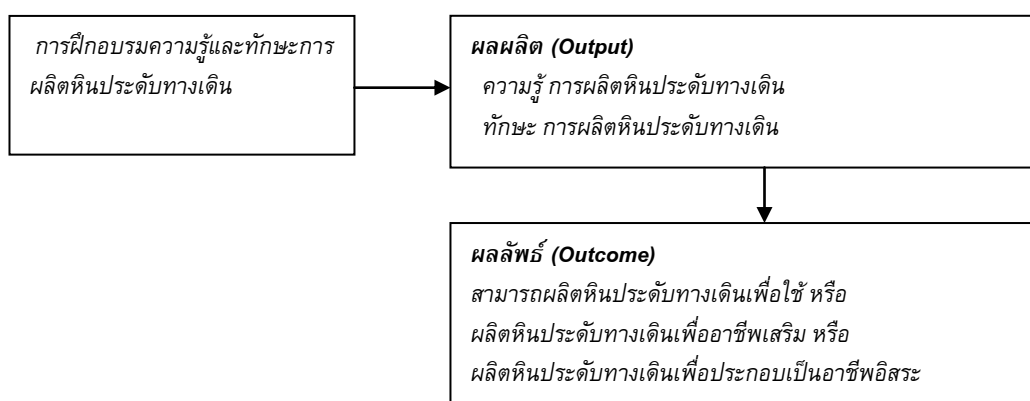 การฝึกอบรมความรู้และทักษะการ
ผลิตหินประดับทางเดิน
ผลผลิต (Output)
ความรู้ การผลิตหินประดับทางเดิน
ทักษะ การผลิตหินประดับทางเดิน
ผลลัพธ์ (Outcome)
สามารถผลิตหินประดับทางเดินเพื่อใช้ หรือ
ผลิตหินประดับทางเดินเพื่ออาชีพเสริม หรือ
ผลิตหินประดับทางเดินเพื่อประกอบเป็นอาชีพอิสระ